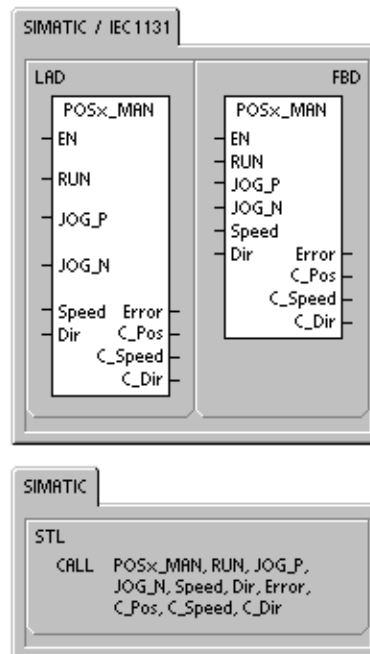 SIMATIC / IEC1131
LAD
POSx_MAN
EN
RUN
JOG_P
JOG_N
Speed Error
Dir C_Pos
C_Speed
C_Dir
FBD
POSx_MAN
EN
RUN
JOG_P
JOG_N
Speed
Dir Error
C_Pos
C_Speed
C_Dir
SIMATIC
STL
CALL POSx_MAN, RUN, JOG_P,
JOG_N, Speed, Dir, Error,
C_Pos, C_Speed, C_Dir